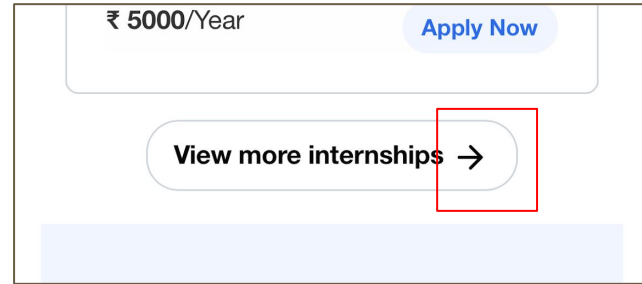 ₹ 5000/Year
Apply Now
View more internships →